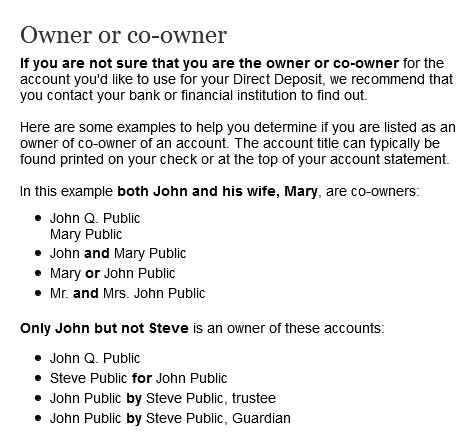 Owner or co-owner
If you are not sure that you are the owner or co-owner for the
account you'd like to use for your Direct Deposit, we recommend that
you contact your bank or financial institution to find out.
Here are some examples to help you determine if you are listed as an
owner of co-owner of an account. The account title can typically be
found printed on your check or at the top of your account statement.
In this example both John and his wife, Mary, are co-owners:
• John Q. Public
Mary Public
• John and Mary Public
• Mary or John Public
• Mr. and Mrs. John Public
Only John but not Steve is an owner of these accounts:
• John Q. Public
• Steve Public for John Public
• John Public by Steve Public, trustee
• John Public by Steve Public, Guardian